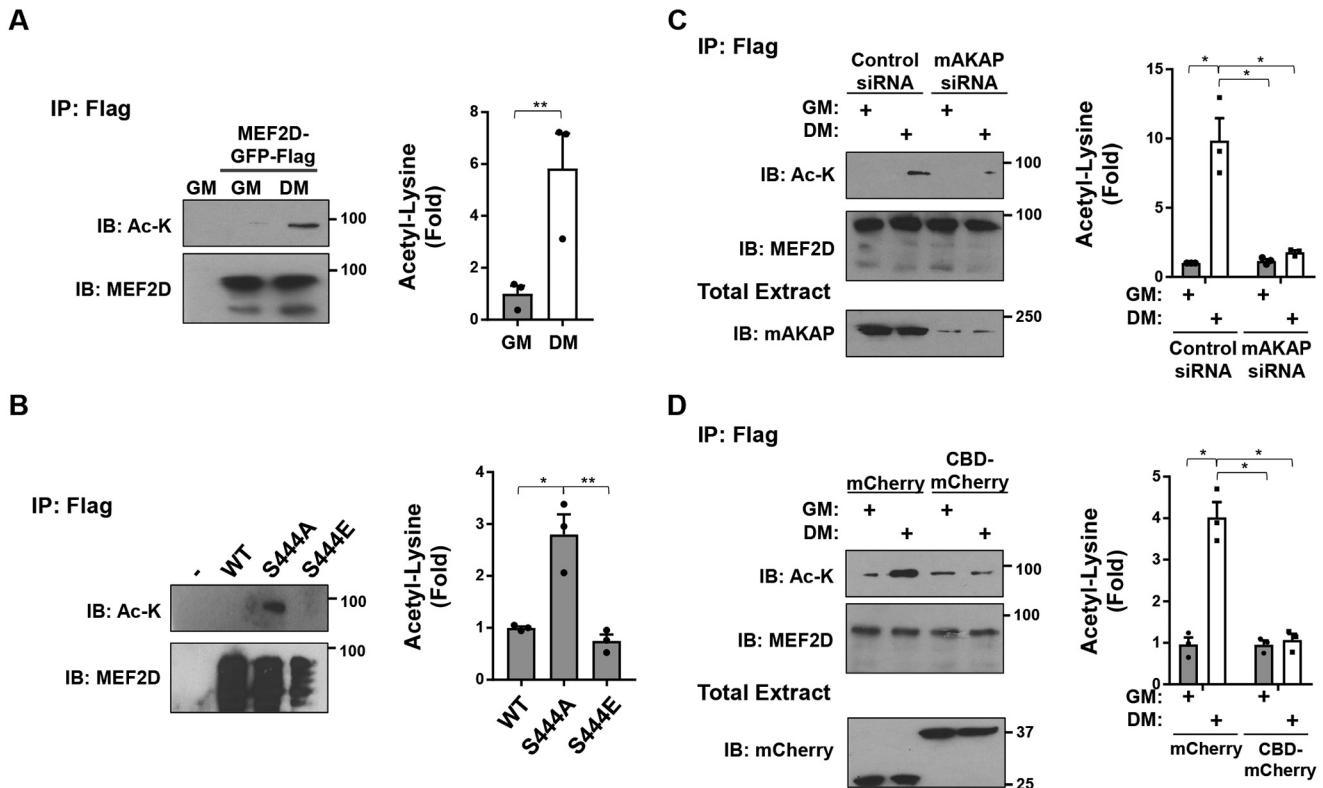 A
IP: Flag
MEF2D-
GFP-Flag
GM GM DM
IB: Ac-K
100
IB: MEF2D
100
Acetyl-Lysine
(Fold)
8
6
4
2
0
**
GM DM
B
IP: Flag
- WT S444A S444E
IB: Ac-K
100
IB: MEF2D
100
Acetyl-Lysine
(Fold)
4
3
2
1
0
* **
WT S444A S444E
C
IP: Flag
Control mAKAP
siRNA siRNA
GM: + +
DM: + +
IB: Ac-K
100
IB: MEF2D
100
Total Extract
IB: mAKAP
250
Acetyl-Lysine
(Fold)
15
10
5
0
* *
*
GM: + +
DM: + +
Control mAKAP
siRNA siRNA
D
IP: Flag
CBD-
mCherry mCherry
GM: + +
DM: + +
IB: Ac-K
100
IB: MEF2D
100
Total Extract
IB: mCherry
37
25
Acetyl-Lysine
(Fold)
5
4
3
2
1
0
* *
*
GM: + +
DM: + +
mCherry CBD-
mCherry